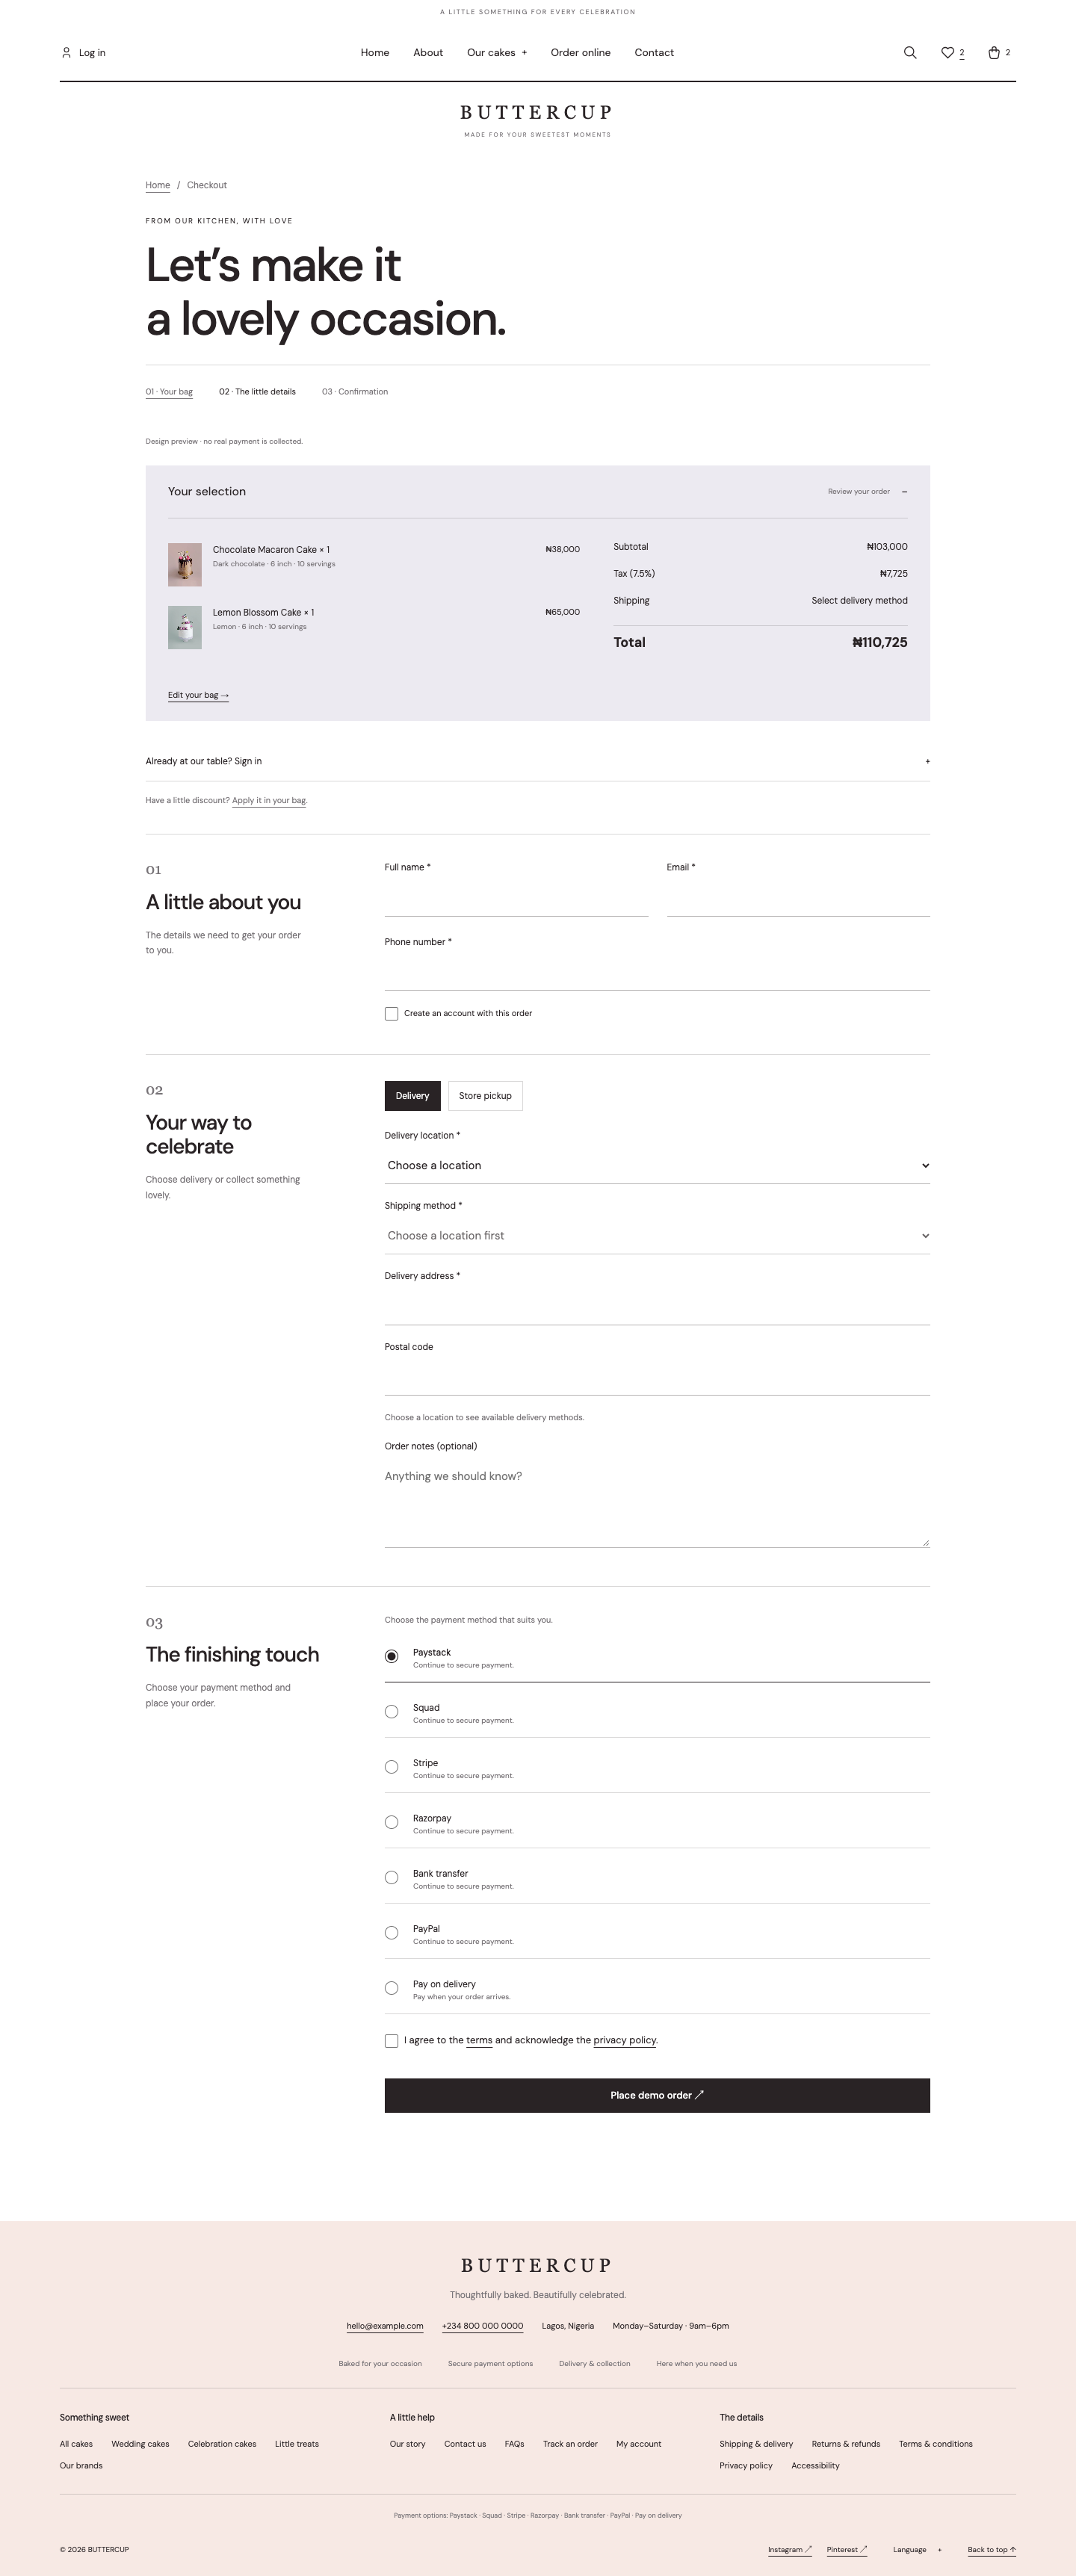 A LITTLE SOMETHING FOR EVERY CELEBRATION
Log in
Home About Our cakes + Order online Contact
2 2
BUTTERCUP
MADE FOR YOUR SWEETEST MOMENTS
Home / Checkout
FROM OUR KITCHEN, WITH LOVE
Let’s make it
a lovely occasion.
01 · Your bag 02 · The little details 03 · Confirmation
Design preview · no real payment is collected.
Your selection
Review your order −
Chocolate Macaron Cake × 1 ₦38,000
Dark chocolate · 6 inch · 10 servings
Lemon Blossom Cake × 1 ₦65,000
Lemon · 6 inch · 10 servings
Edit your bag →
Subtotal ₦103,000
Tax (7.5%) ₦7,725
Shipping Select delivery method
Total ₦110,725
Already at our table? Sign in +
Have a little discount? Apply it in your bag.
01
A little about you
The details we need to get your order
to you.
Full name * Email *
Phone number *
Create an account with this order
02
Your way to
celebrate
Choose delivery or collect something
lovely.
Delivery Store pickup
Delivery location *
Choose a location
Shipping method *
Choose a location first
Delivery address *
Postal code
Choose a location to see available delivery methods.
Order notes (optional)
Anything we should know?
03
The finishing touch
Choose your payment method and
place your order.
Choose the payment method that suits you.
Paystack
Continue to secure payment.
Squad
Continue to secure payment.
Stripe
Continue to secure payment.
Razorpay
Continue to secure payment.
Bank transfer
Continue to secure payment.
PayPal
Continue to secure payment.
Pay on delivery
Pay when your order arrives.
I agree to the terms and acknowledge the privacy policy.
Place demo order ↗
BUTTERCUP
Thoughtfully baked. Beautifully celebrated.
hello@example.com +234 800 000 0000 Lagos, Nigeria Monday–Saturday · 9am–6pm
Baked for your occasion Secure payment options Delivery & collection Here when you need us
Something sweet
All cakes Wedding cakes Celebration cakes Little treats
Our brands
A little help
Our story Contact us FAQs Track an order My account
The details
Shipping & delivery Returns & refunds Terms & conditions
Privacy policy Accessibility
Payment options: Paystack · Squad · Stripe · Razorpay · Bank transfer · PayPal · Pay on delivery
© 2026 BUTTERCUP
Instagram ↗ Pinterest ↗ Language + Back to top ↑